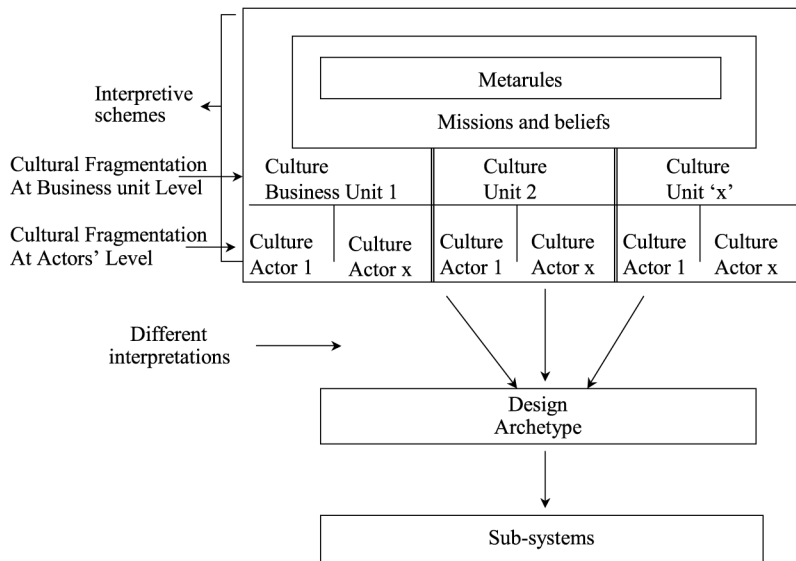 Metarules
Interpretive
schemes
Missions and beliefs
Cultural Fragmentation
At Business unit Level
Culture
Business Unit 1
Culture
Unit 2
Culture
Unit ‘x’
Cultural Fragmentation
At Actors’ Level
Culture
Actor 1
Culture
Actor x
Culture
Actor 1
Culture
Actor x
Culture
Actor 1
Culture
Actor x
Different
interpretations
Design
Archetype
Sub-systems